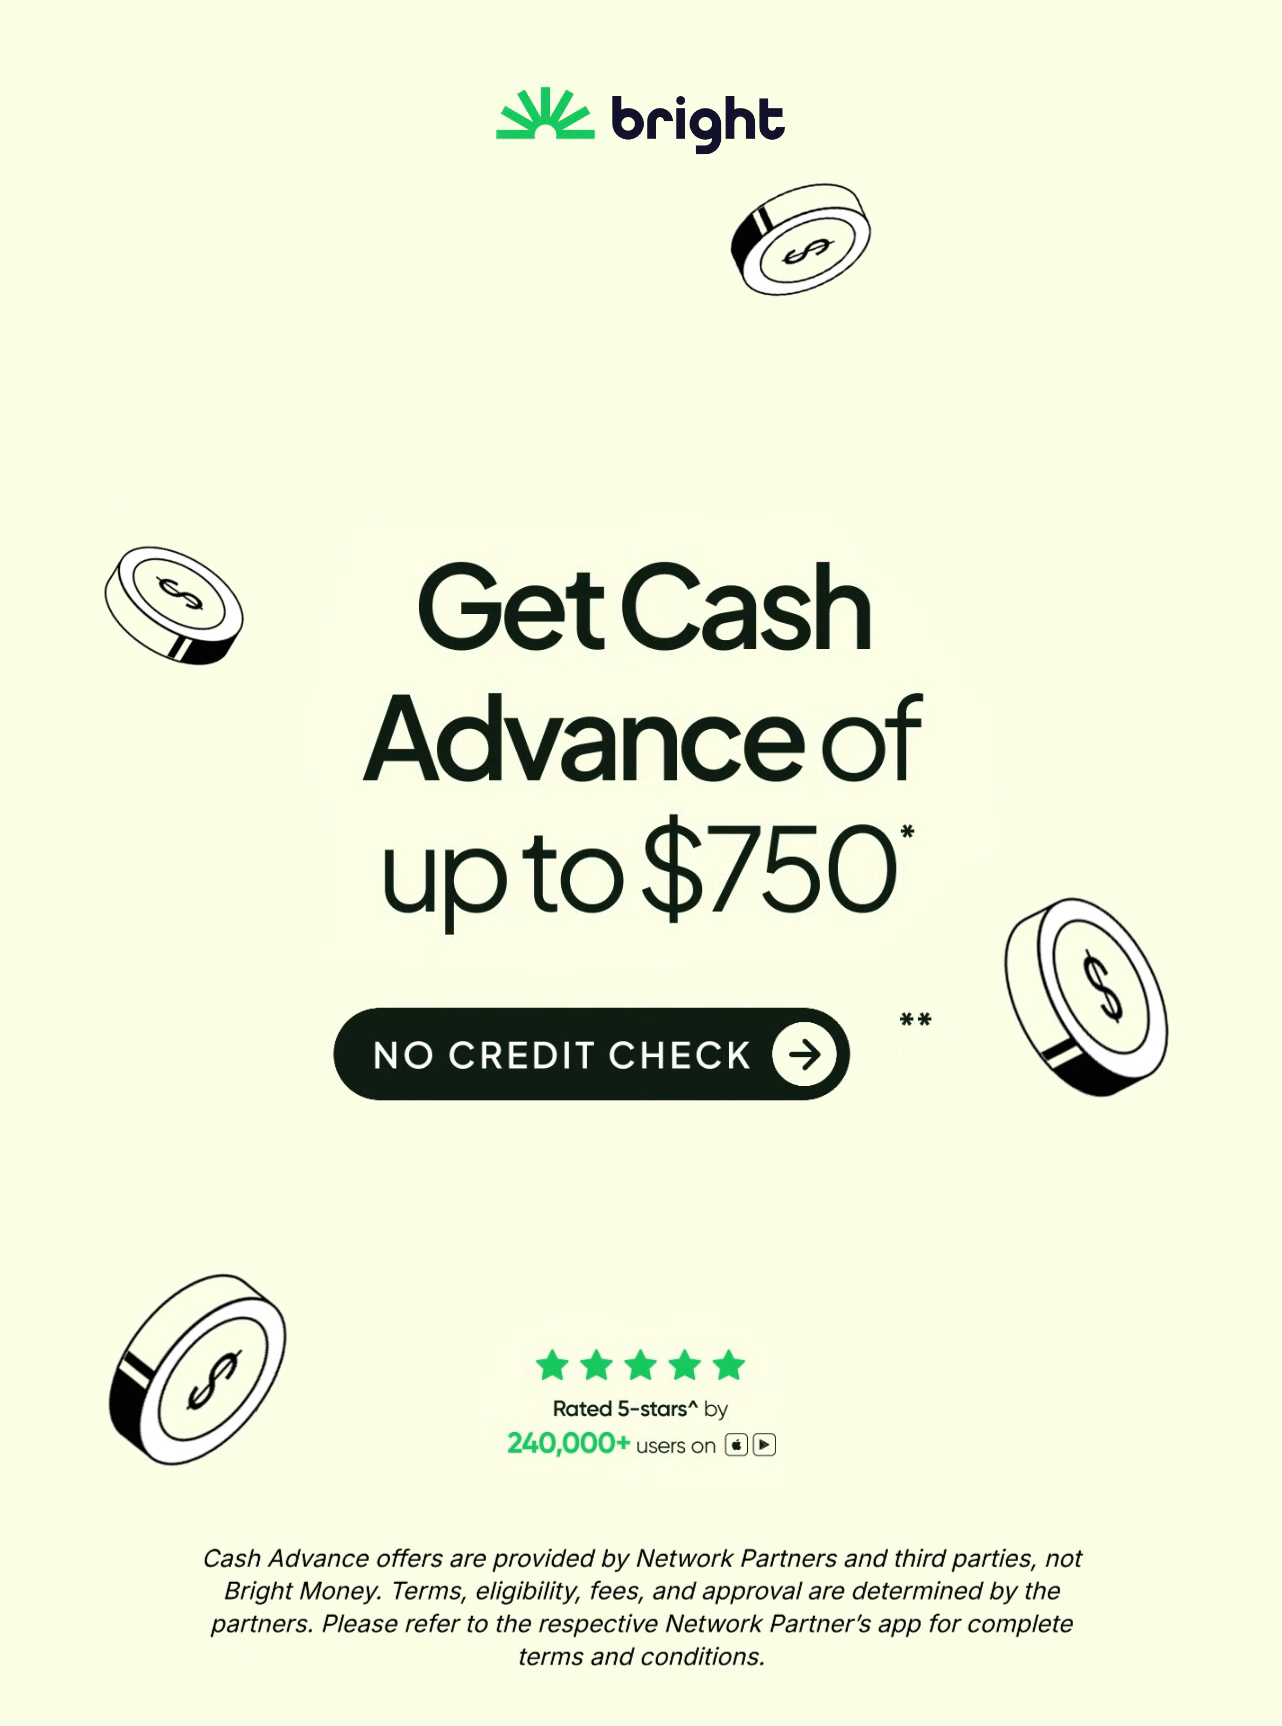 bright
Get Cash
Advance of
up to $750*
NO CREDIT CHECK **
Rated 5-stars^ by
240,000+ users on
Cash Advance offers are provided by Network Partners and third parties, not
Bright Money. Terms, eligibility, fees, and approval are determined by the
partners. Please refer to the respective Network Partner’s app for complete
terms and conditions.